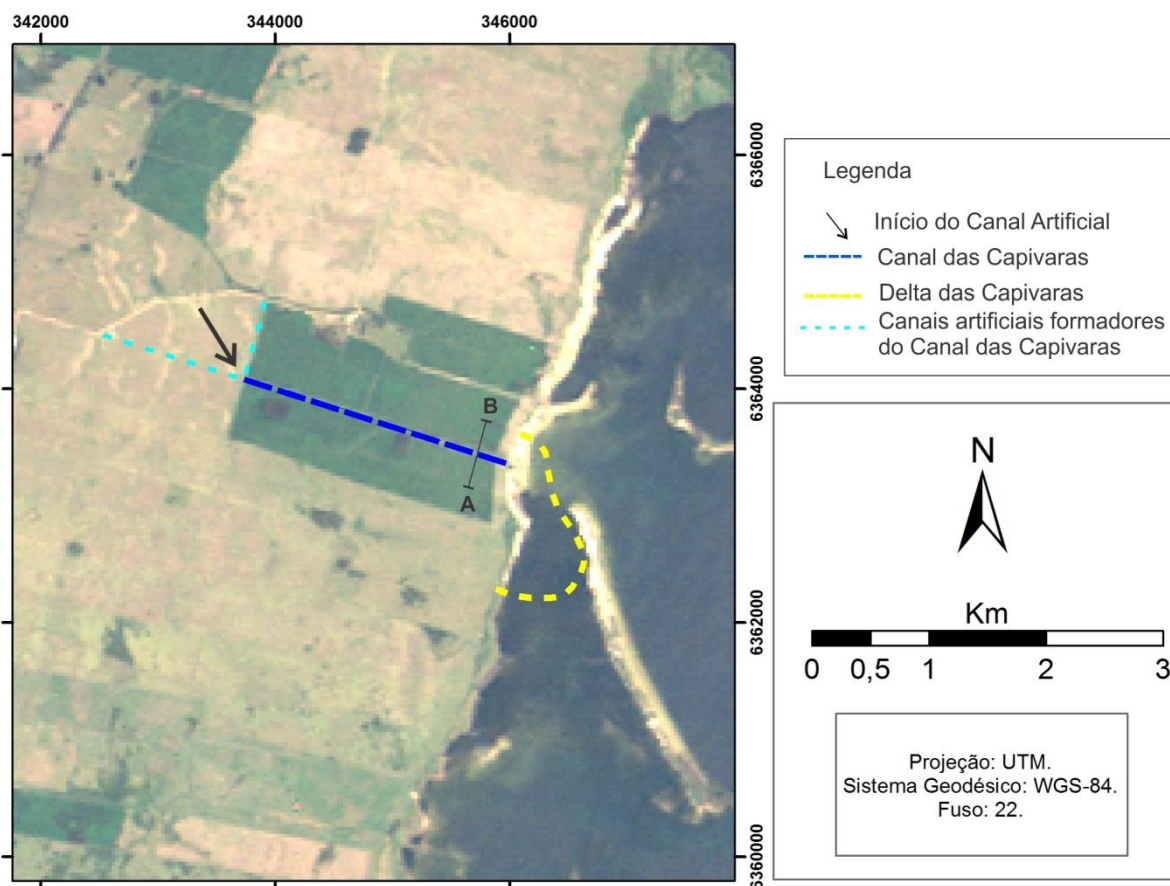 342000 344000 346000
6366000
6364000
6362000
6360000
B
A
Legenda
Início do Canal Artificial
Canal das Capivaras
Delta das Capivaras
Canais artificiais formadores
do Canal das Capivaras
N
Km
0 0,5 1 2 3
Projeção: UTM.
Sistema Geodésico: WGS-84.
Fuso: 22.